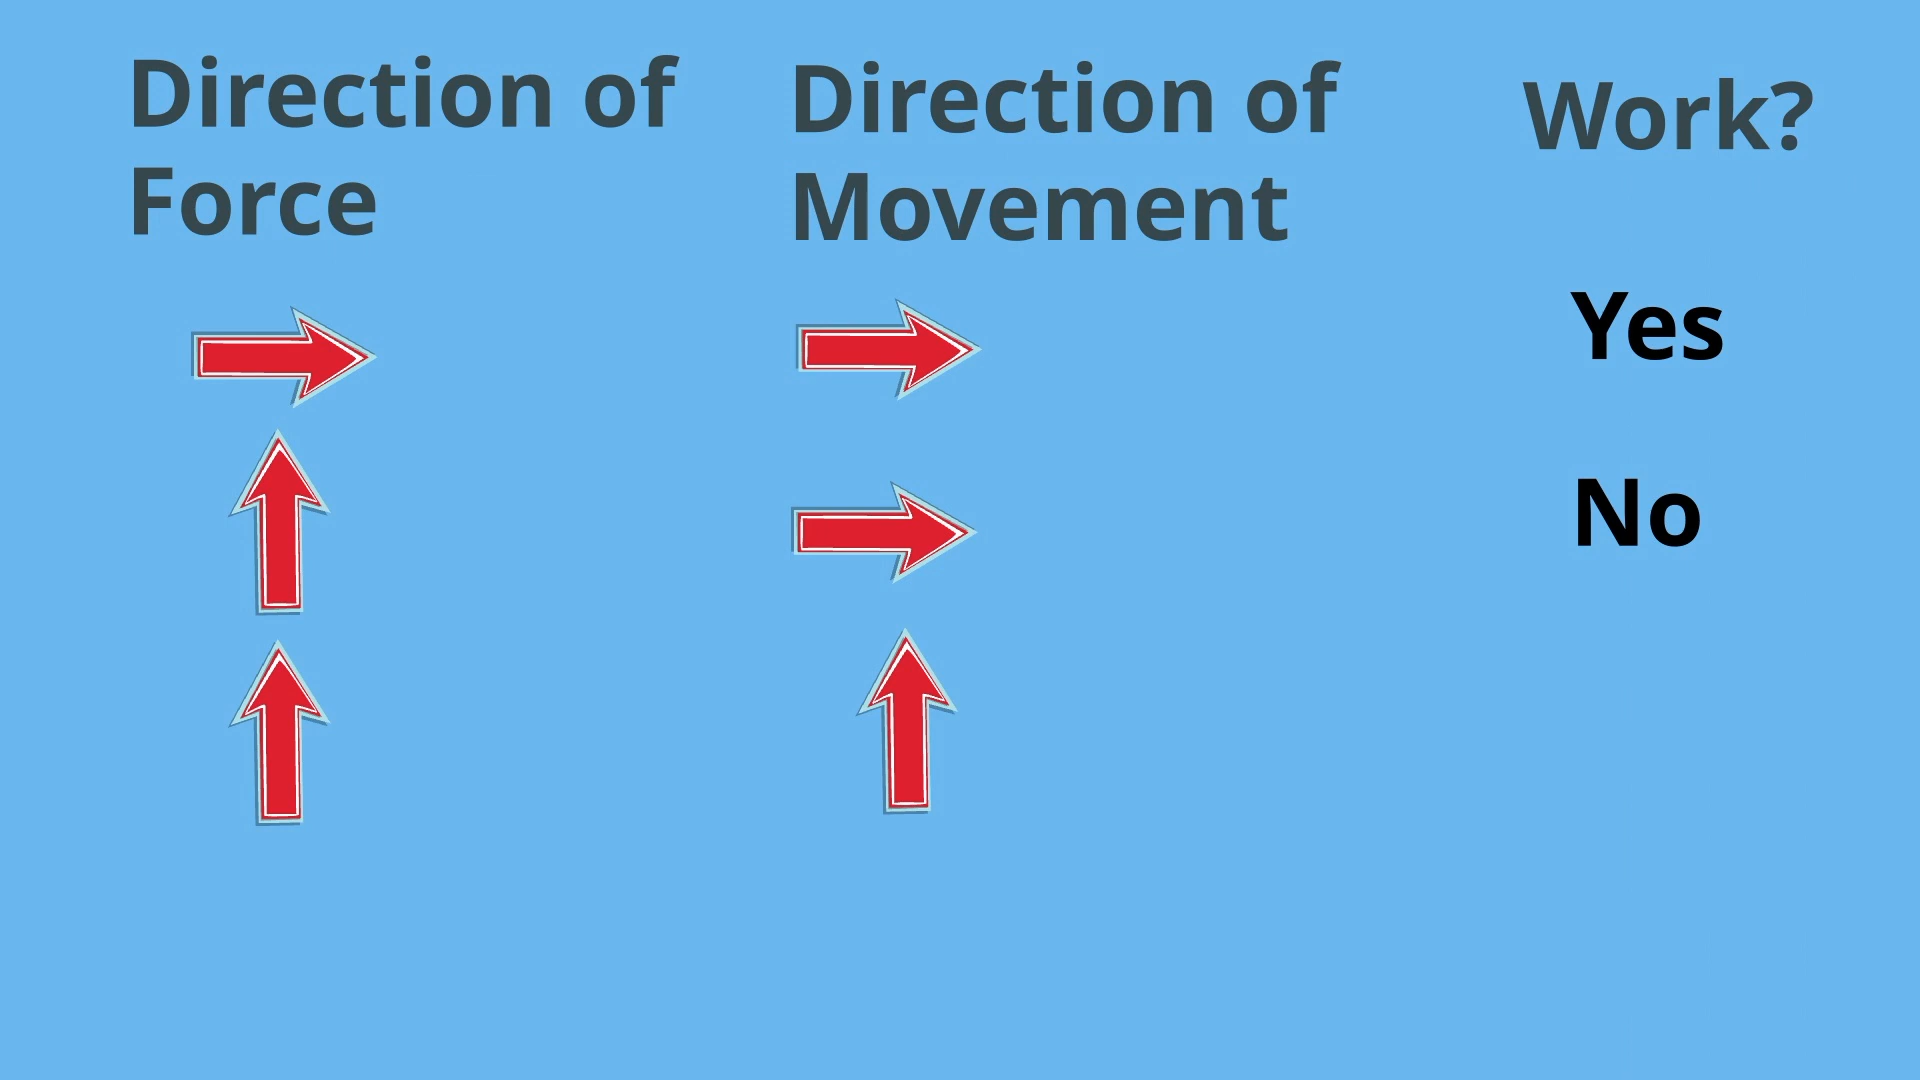 Direction of
Force
Direction of
Movement
Work?
Yes
No